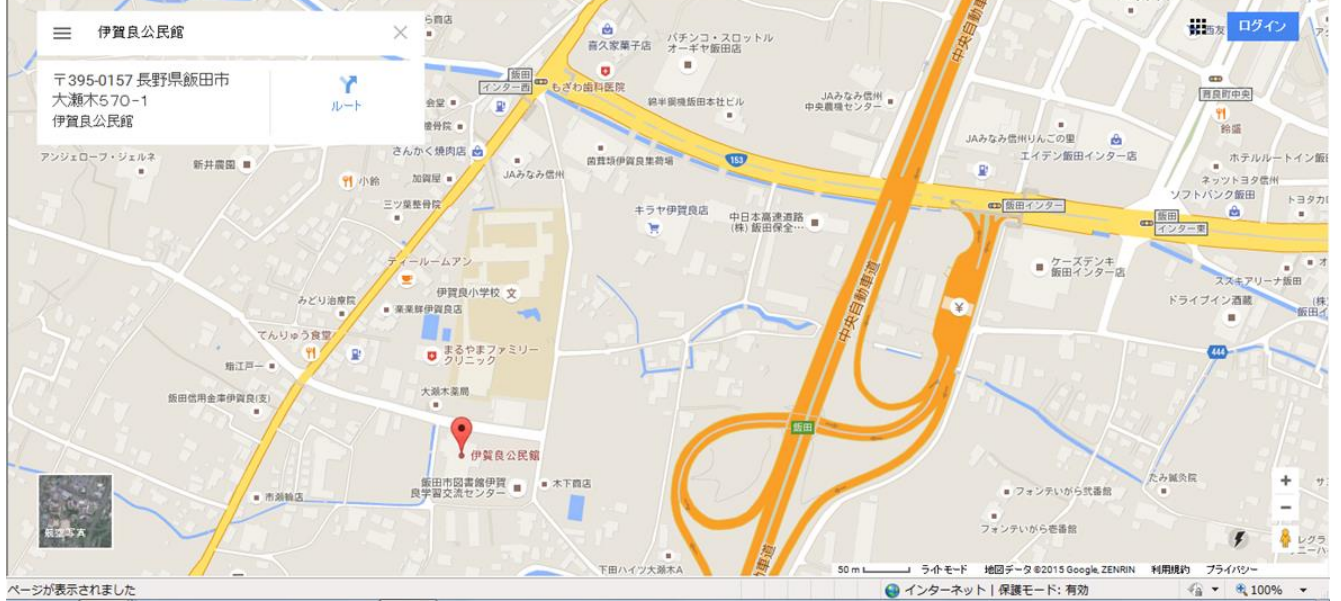 伊賀良公民館
〒395-0157 長野県飯田市
大瀬木570-1
伊賀良公民館
ルート
ログイン
喜久家菓子店
パチンコ・スロットル
オーギヤ飯田店
中央自動車道
飯田
インター西
もざわ歯科医院
綿半鋼機飯田本社ビル
JAみなみ信州
中央農機センター
育良町中央
鈴盛
さんかく焼肉店
アンジェローブ・ジェルネ
新井農園
小鈴
加賀屋
JAみなみ信州
菌茸類伊賀良集荷場
153
JAみなみ信州りんごの里
エイデン飯田インター店
ホテルルートイン飯
ネッツトヨタ信州
ソフトバンク飯田
三ツ葉整骨院
キラヤ伊賀良店
中日本高速道路
(株) 飯田保全…
飯田インター
飯田
インター東
ティールームアン
ケーズデンキ
飯田インター店
スズキアリーナ飯田
伊賀良小学校
みどり治療院
楽業鮮伊賀良店
中央自動車道
¥
ドライブイン酒蔵
てんりゅう食堂
まるやまファミリー
クリニック
444
飯田信用金庫伊賀良(支)
大瀬木薬局
飯田
伊賀良公民館
飯田市図書館伊賀
良学習交流センター
木下商店
市瀬輪店
フォンテいがら弐番館
たみ鍼灸院
フォンテいがら壱番館
航空写真
下田ハイツ大瀬木A
50 m
ライトモード
地図データ ©2015 Google, ZENRIN
利用規約
プライバシー
ページが表示されました
インターネット | 保護モード: 有効
100%